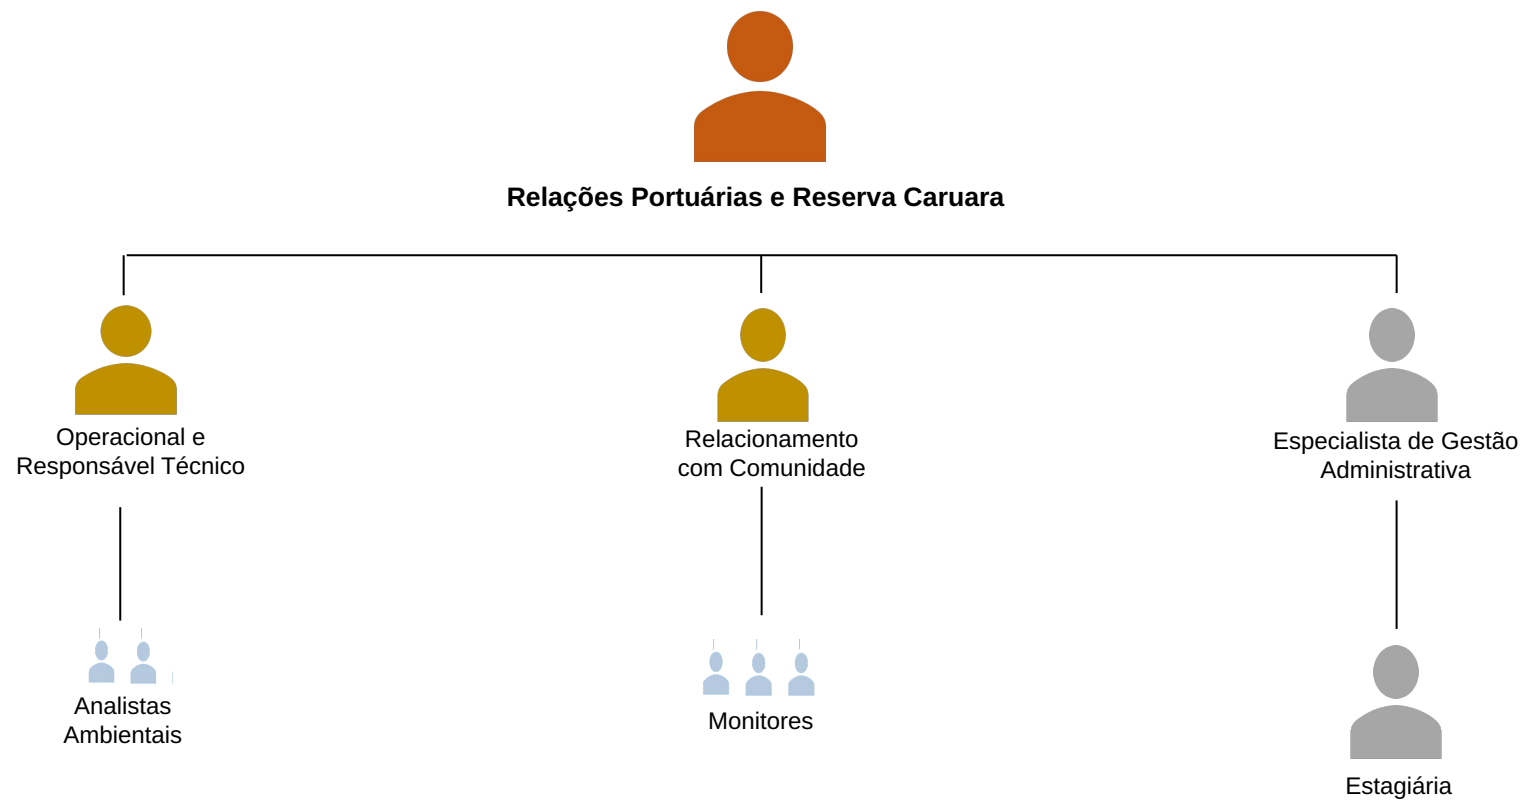 Relações Portuárias e Reserva Caruara
Operacional e
Responsável Técnico
Relacionamento
com Comunidade
Especialista de Gestão
Administrativa
Analistas
Ambientais
Monitores
Estagiária